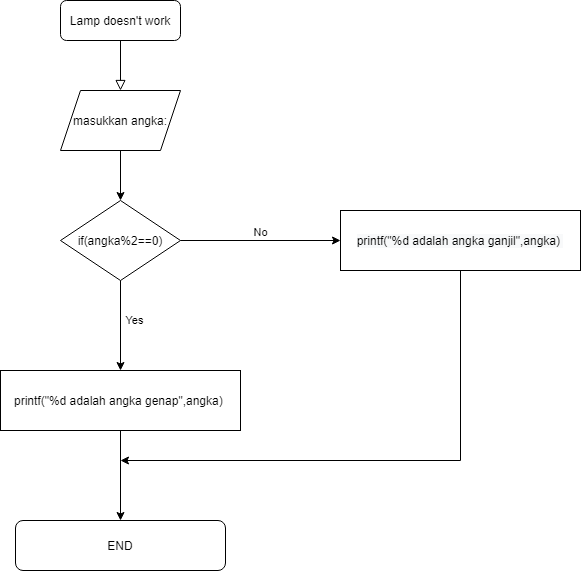 Lamp doesn't work
masukkan angka:
if(angka%2==0)
No
printf("%d adalah angka ganjil",angka)
Yes
printf("%d adalah angka genap",angka)
END